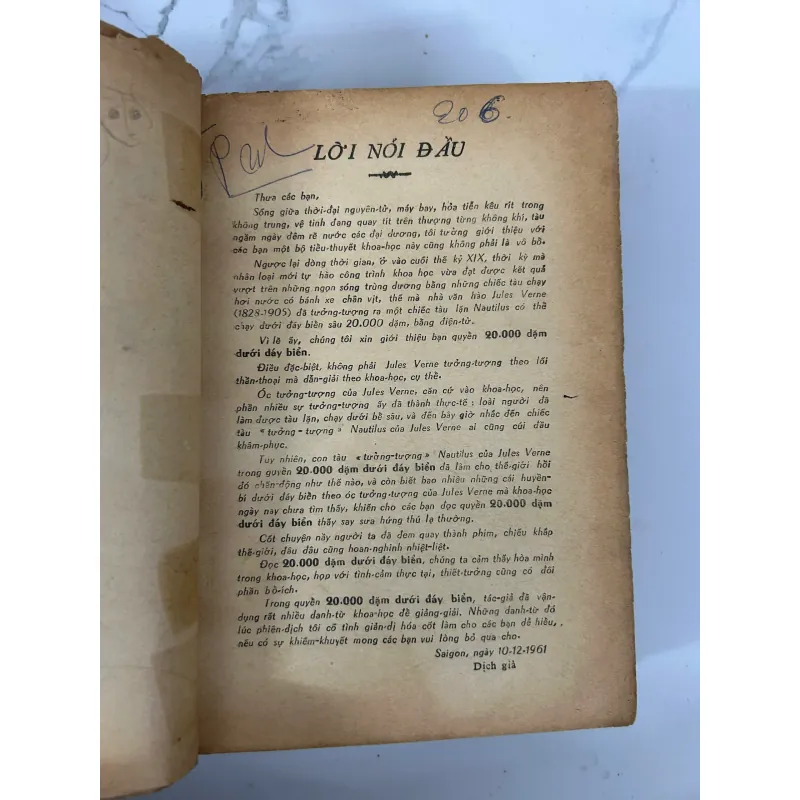 206.
Pal
LỜI NÓI ĐẦU
Thưa các bạn,
Sống giữa thời-đại nguyên-tử, máy bay, hỏa tiễn kêu rít trong
không trung, vệ tinh đang quay tít trên thượng từng không khí, tàu
ngầm ngày đêm rẽ nước các đại dương, tôi tưởng giới thiệu với
các bạn một bộ tiểu-thuyết khoa-học này cũng không phải là vô bồ.
Ngược lại dòng thời gian, ở vào cuối thế kỷ XIX, thời kỳ mà
nhân loại mới tự hào công trình khoa học vừa đạt được kết quả
vượt trên những ngọn sóng trùng dương bằng những chiếc tàu chạy
hơi nước có bánh xe chân vịt, thế mà nhà văn hào Jules Verne
(1828-1905) đã tưởng-tượng ra một chiếc tàu lặn Nautilus có thể
chạy dưới đáy biển sâu 20.000 dặm, bằng điện-tử.
Vì lẽ ấy, chúng tôi xin giới thiệu bạn quyển 20.000 dặm
dưới đáy biển.
Điều đặc-biệt, không phải Jules Verne tưởng-tượng theo lối
thần-thoại mà dẫn-giải theo khoa-học, cụ thể.
Óc tưởng-tượng của Jules Verne, căn cứ vào khoa-học, nên
phần nhiều sự tưởng-tượng ấy đã thành thực-tế : loài người đã
làm được tàu lặn, chạy dưới bề sâu, và đến bây giờ nhắc đến chiếc
tàu « tưởng - tượng » Nautilus của Jules Verne ai cũng cúi đầu
khâm-phục.
Tuy nhiên, con tàu « tưởng-tượng » Nautilus của Jules Verne
trong quyển 20.000 dặm dưới đáy biển đã làm cho thế-giới hồi
đó chấn-động như thế nào, và còn biết bao nhiêu những cái huyền-
bí dưới đáy biển theo óc tưởng-tượng của Jules Verne mà khoa-học
ngày nay chưa tìm thấy, khiến cho các bạn đọc quyển 20.000 dặm
dưới đáy biển thấy say sưa hứng thú lạ thường.
Cốt chuyện này người ta đã đem quay thành phim, chiếu khắp
thế-giới, đâu đâu cũng hoan-nghinh nhiệt-liệt.
Đọc 20.000 dặm dưới đáy biển, chúng ta cảm thấy hòa mình
trong khoa-học, hợp với tình-cảm thực tại, thiết-tưởng cũng có đôi
phần bồ-ích.
Trong quyển 20.000 dặm dưới đáy biển, tác-giả đã vận-
dụng rất nhiều danh-từ khoa-học để giảng-giải. Những danh-từ đó
lúc phiên-dịch tôi cố tình giản-dị hóa cốt làm cho các bạn dễ hiểu,
nếu có sự khiếm-khuyết mong các bạn vui lòng bỏ qua cho.
Saigon, ngày 10-12-1961
Dịch giả